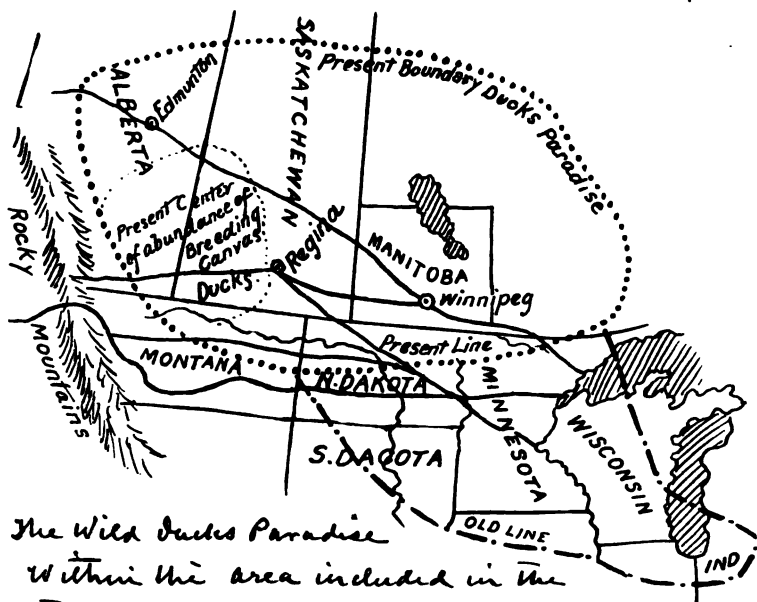 SASKATCHEWAN
Present Boundary Ducks Paradise
ALBERTA
Edmunton
Present Center
of abundance of
Breeding
Canvas
Ducks
Regina
MANITOBA
Winnipeg
Rocky
Mountains
Present Line
MONTANA
N. DAKOTA
MINNESOTA
WISCONSIN
S. DACOTA
OLD LINE
IND
The Wild Ducks Paradise
Within the area included in the